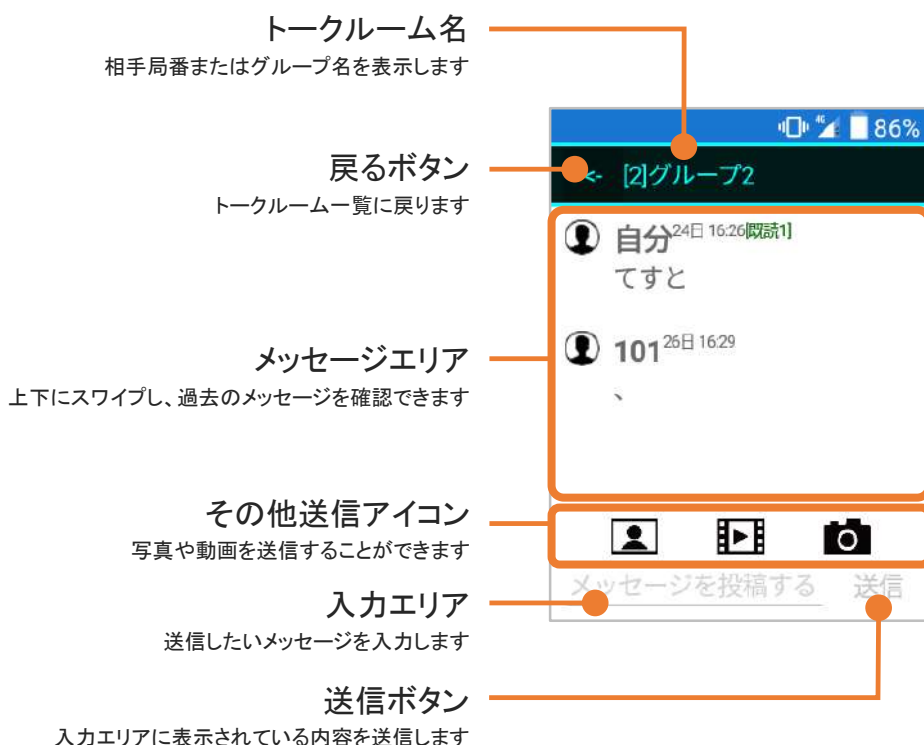 トークルーム名
相手局番またはグループ名を表示します
戻るボタン
トークルーム一覧に戻ります
メッセージエリア
上下にスワイプし、過去のメッセージを確認できます
その他送信アイコン
写真や動画を送信することができます
入力エリア
送信したいメッセージを入力します
送信ボタン
入力エリアに表示されている内容を送信します
4G 86%
<- [2]グループ2
自分24日 16:26[既読1]
てすと
10126日 16:29
、
メッセージを投稿する 送信